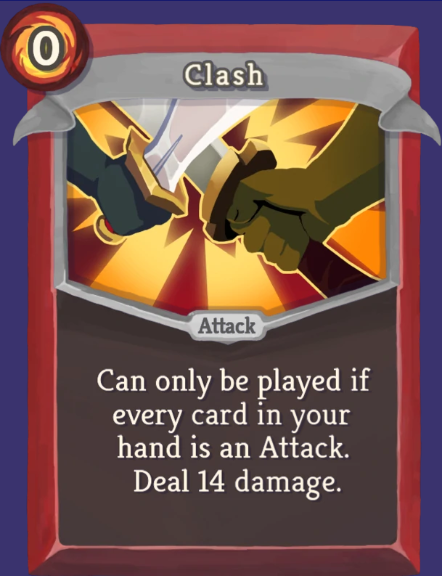 0
Clash
Attack
Can only be played if
every card in your
hand is an Attack.
Deal 14 damage.